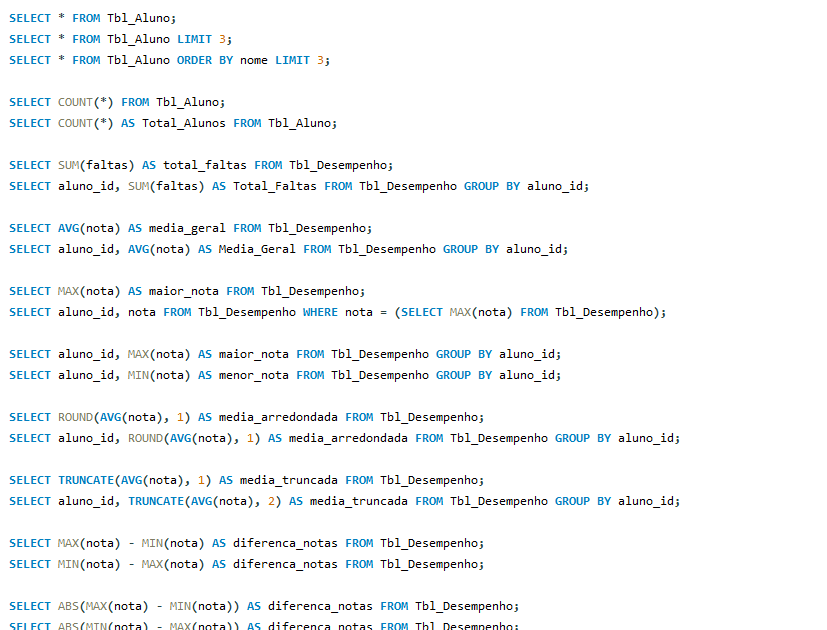 SELECT * FROM Tbl_Aluno;
SELECT * FROM Tbl_Aluno LIMIT 3;
SELECT * FROM Tbl_Aluno ORDER BY nome LIMIT 3;
SELECT COUNT(*) FROM Tbl_Aluno;
SELECT COUNT(*) AS Total_Alunos FROM Tbl_Aluno;
SELECT SUM(faltas) AS total_faltas FROM Tbl_Desempenho;
SELECT aluno_id, SUM(faltas) AS Total_Faltas FROM Tbl_Desempenho GROUP BY aluno_id;
SELECT AVG(nota) AS media_geral FROM Tbl_Desempenho;
SELECT aluno_id, AVG(nota) AS Media_Geral FROM Tbl_Desempenho GROUP BY aluno_id;
SELECT MAX(nota) AS maior_nota FROM Tbl_Desempenho;
SELECT aluno_id, nota FROM Tbl_Desempenho WHERE nota = (SELECT MAX(nota) FROM Tbl_Desempenho);
SELECT aluno_id, MAX(nota) AS maior_nota FROM Tbl_Desempenho GROUP BY aluno_id;
SELECT aluno_id, MIN(nota) AS menor_nota FROM Tbl_Desempenho GROUP BY aluno_id;
SELECT ROUND(AVG(nota), 1) AS media_arredondada FROM Tbl_Desempenho;
SELECT aluno_id, ROUND(AVG(nota), 1) AS media_arredondada FROM Tbl_Desempenho GROUP BY aluno_id;
SELECT TRUNCATE(AVG(nota), 1) AS media_truncada FROM Tbl_Desempenho;
SELECT aluno_id, TRUNCATE(AVG(nota), 2) AS media_truncada FROM Tbl_Desempenho GROUP BY aluno_id;
SELECT MAX(nota) - MIN(nota) AS diferenca_notas FROM Tbl_Desempenho;
SELECT MIN(nota) - MAX(nota) AS diferenca_notas FROM Tbl_Desempenho;
SELECT ABS(MAX(nota) - MIN(nota)) AS diferenca_notas FROM Tbl_Desempenho;
SELECT ABS(MIN(nota) - MAX(nota)) AS diferenca_notas FROM Tbl_Desempenho;